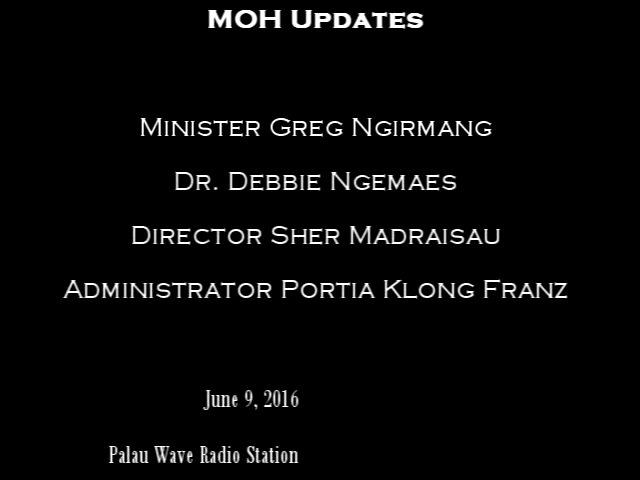 MOH Updates
Minister Greg Ngirmang
Dr. Debbie Ngemaes
Director Sher Madraisau
Administrator Portia Klong Franz
June 9, 2016
Palau Wave Radio Station